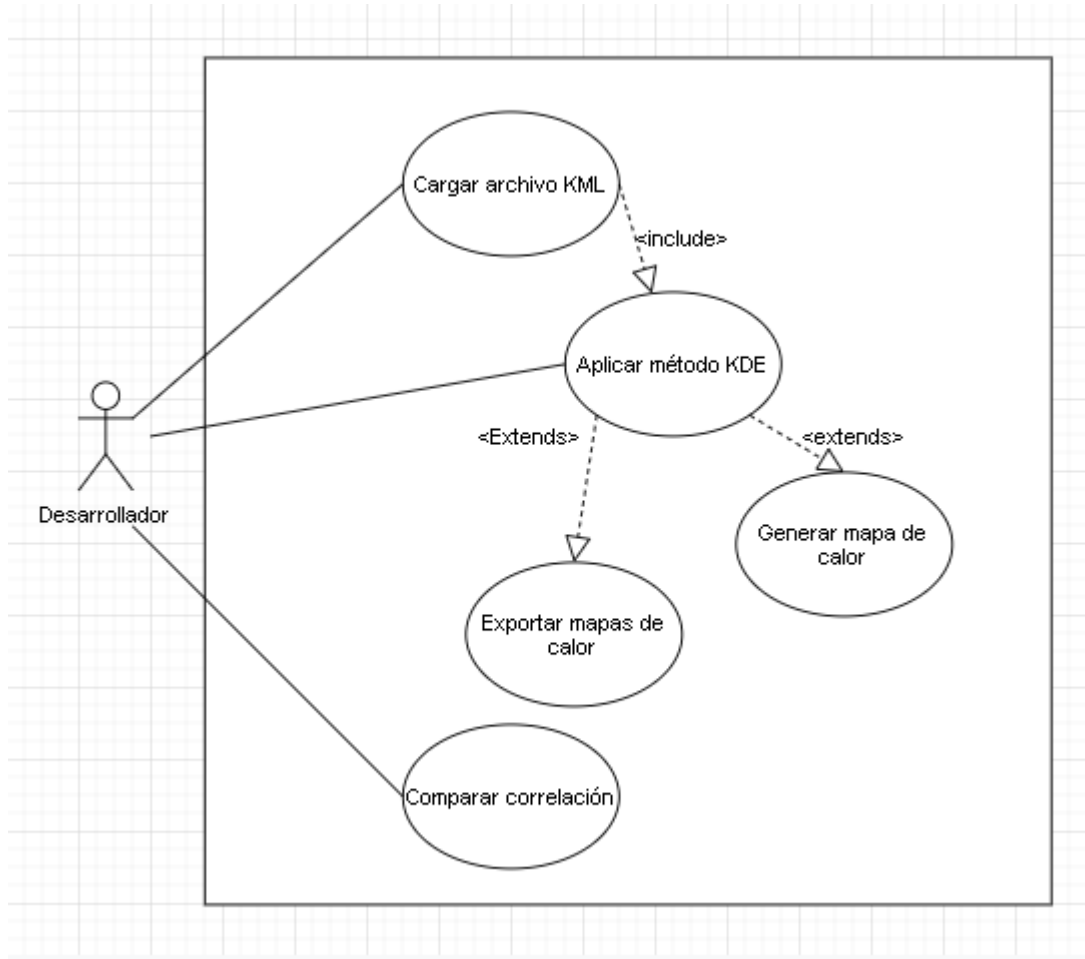 Cargar archivo KML
<include>
Aplicar método KDE
<Extends>
<extends>
Desarrollador
Generar mapa de
calor
Exportar mapas de
calor
Comparar correlación